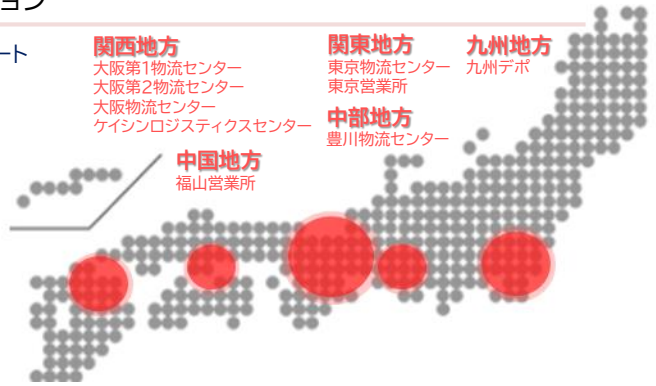 ョン
ート
関西地方
大阪第1物流センター
大阪第2物流センター
大阪物流センター
ケイシンロジスティクスセンター
関東地方
東京物流センター
東京営業所
九州地方
九州デポ
中部地方
豊川物流センター
中国地方
福山営業所